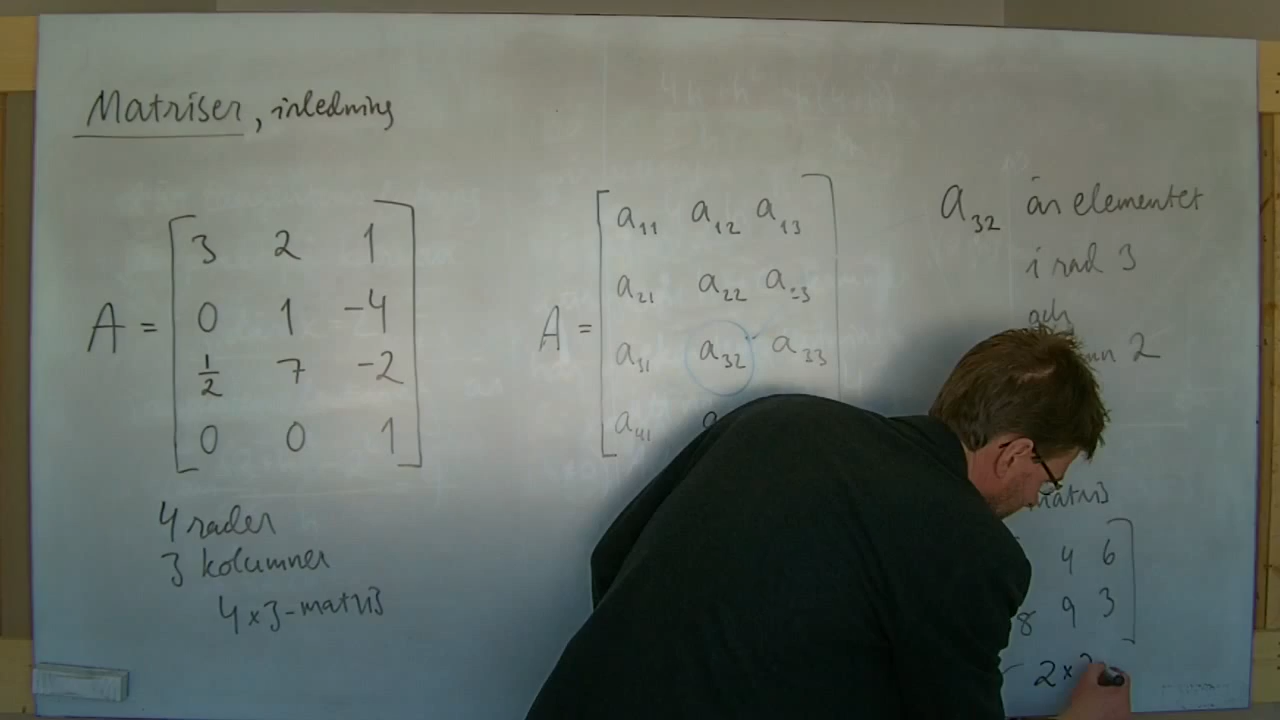 Matriser, inledning
A = [ 3 2 1
0 1 -4
1/2 7 -2
0 0 1 ]
4 rader
3 kolumner
4×3-matris
A = [ a₁₁ a₁₂ a₁₃
a₂₁ a₂₂ a₂₃
a₃₁ a₃₂ a₃₃
a₄₁
a₃₂ är elementet
i rad 3
och
2
matris
4 6
8 9 3 ]
2×